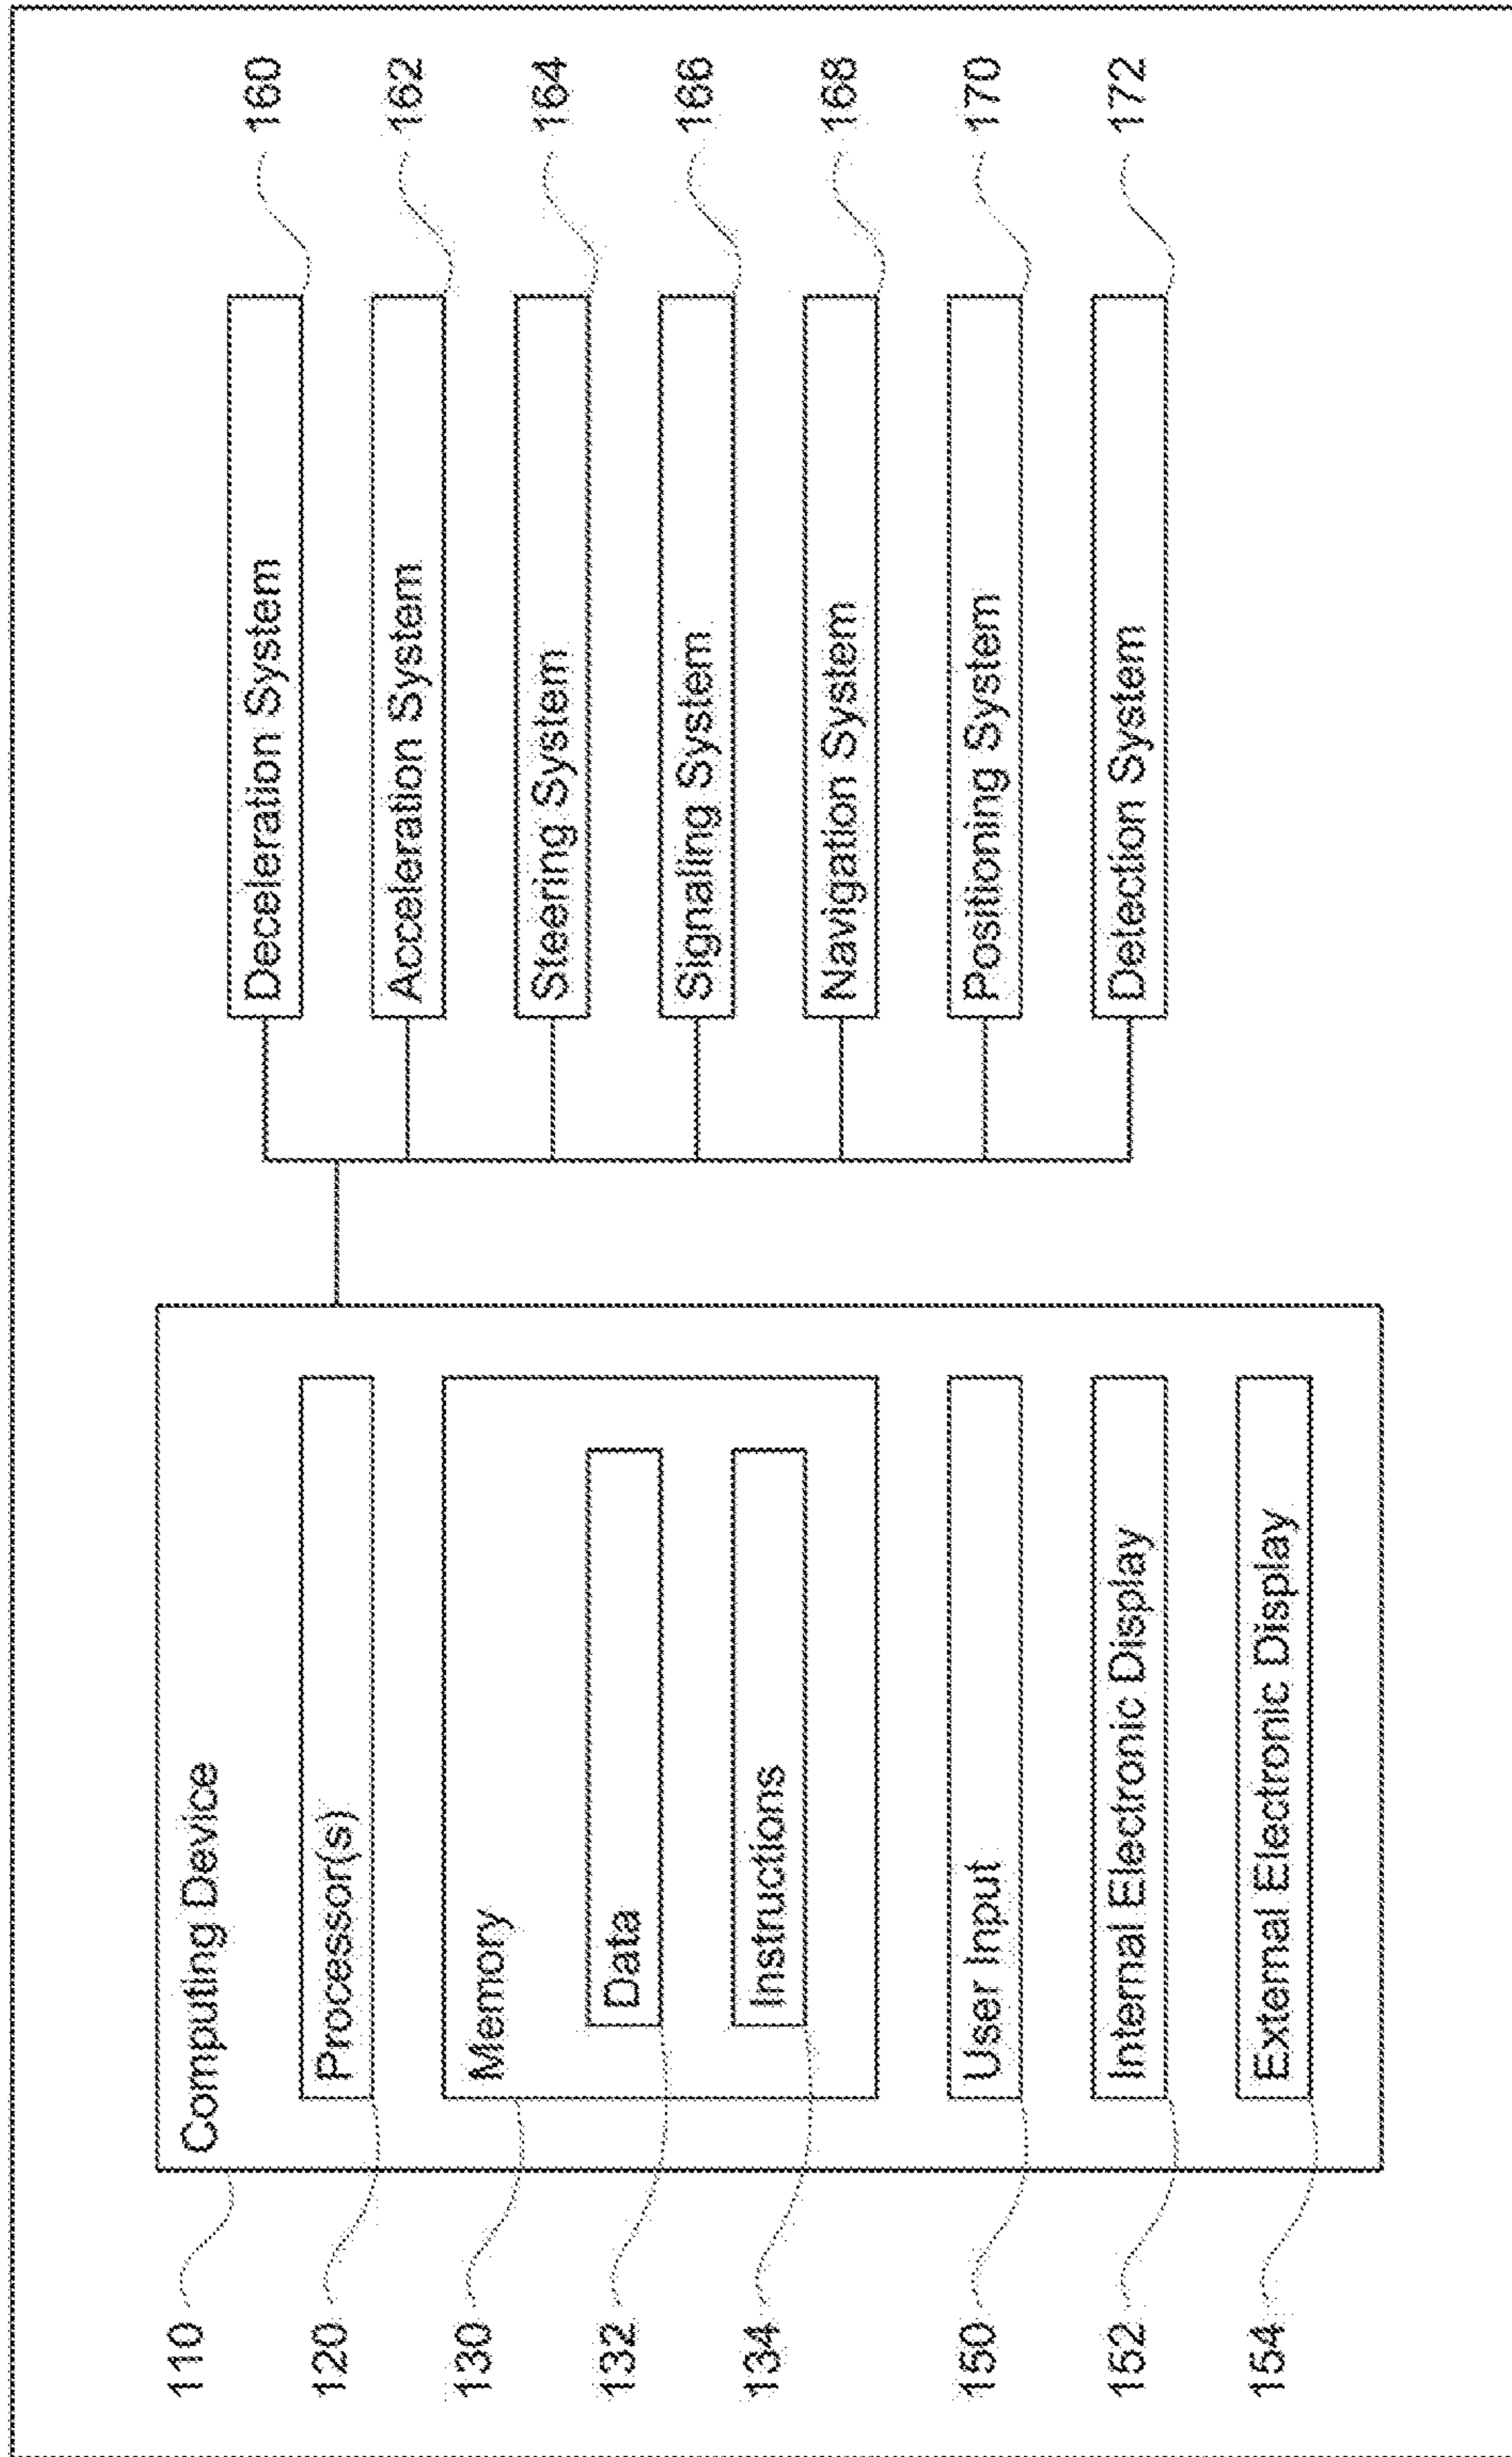 Computing Device
110
Processor(s)
120
Memory
130
Data
132
Instructions
134
User Input
150
Internal Electronic Display
152
External Electronic Display
154
Deceleration System
160
Acceleration System
162
Steering System
164
Signaling System
166
Navigation System
168
Positioning System
170
Detection System
172